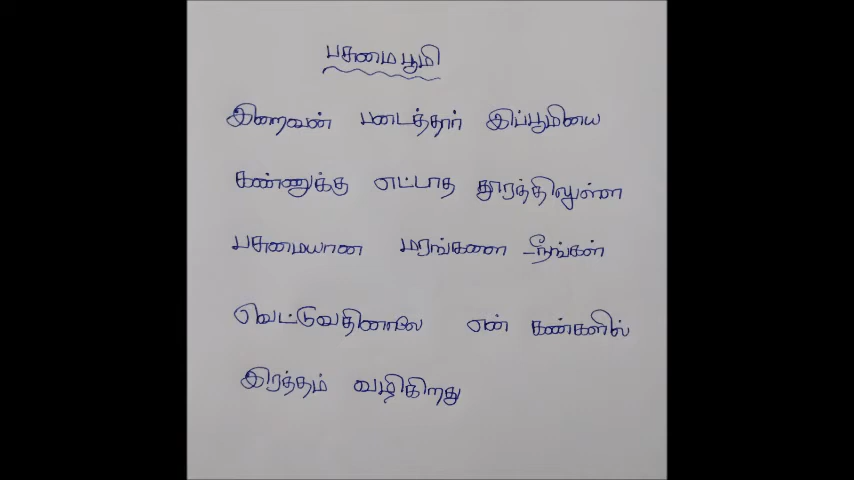 பசுமை பூமி
இறைவன் படைத்தார் இப்பூமியை
கண்ணுக்கு எட்டாத தூரத்திலுள்ள
பசுமையான மரங்களை நீங்கள்
வெட்டுவதினாலே என் கண்களில்
இரத்தம் வழிகிறது